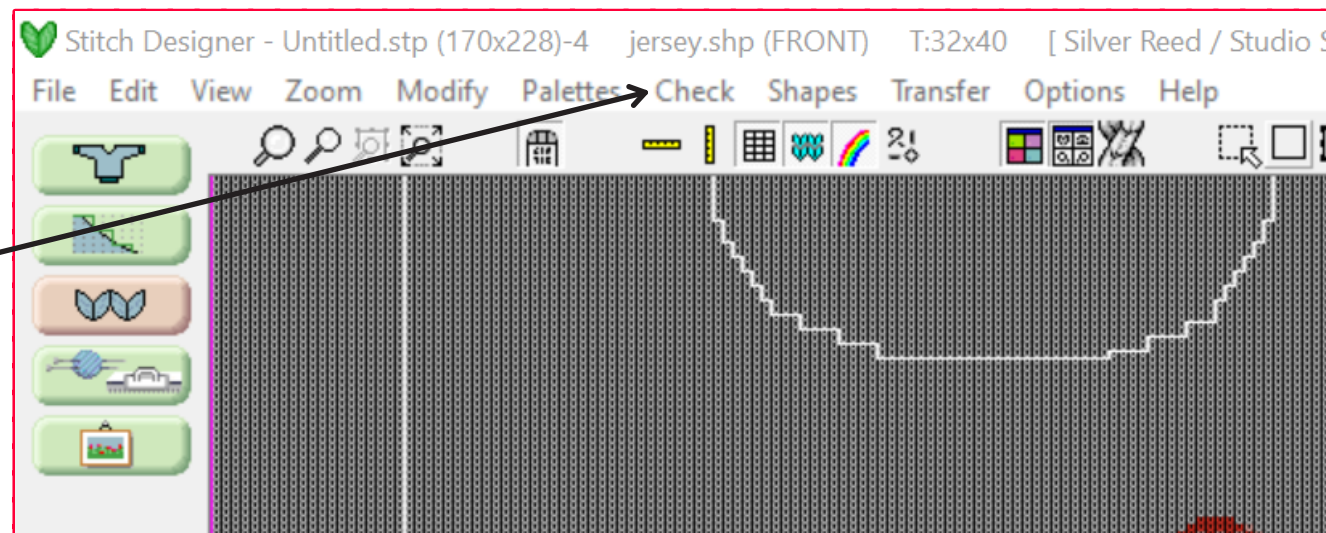 Stitch Designer - Untitled.stp (170x228)-4 jersey.shp (FRONT) T:32x40 [ Silver Reed / Studio
File Edit View Zoom Modify Palettes Check Shapes Transfer Options Help